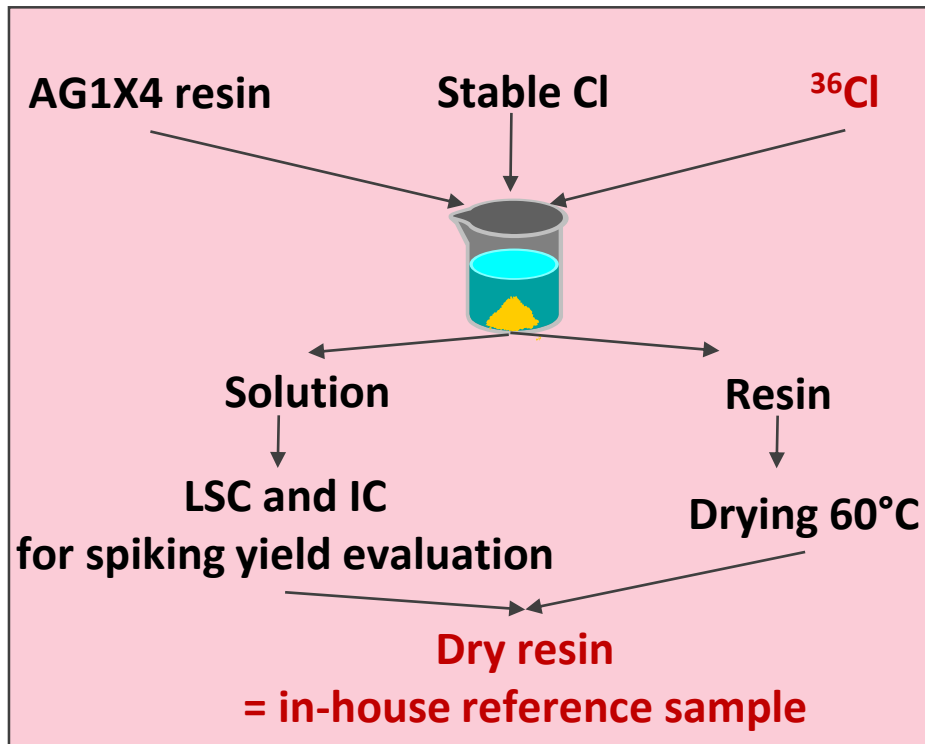 AG1X4 resin
Stable Cl
³⁶Cl
Solution
Resin
LSC and IC
for spiking yield evaluation
Drying 60°C
Dry resin
= in-house reference sample